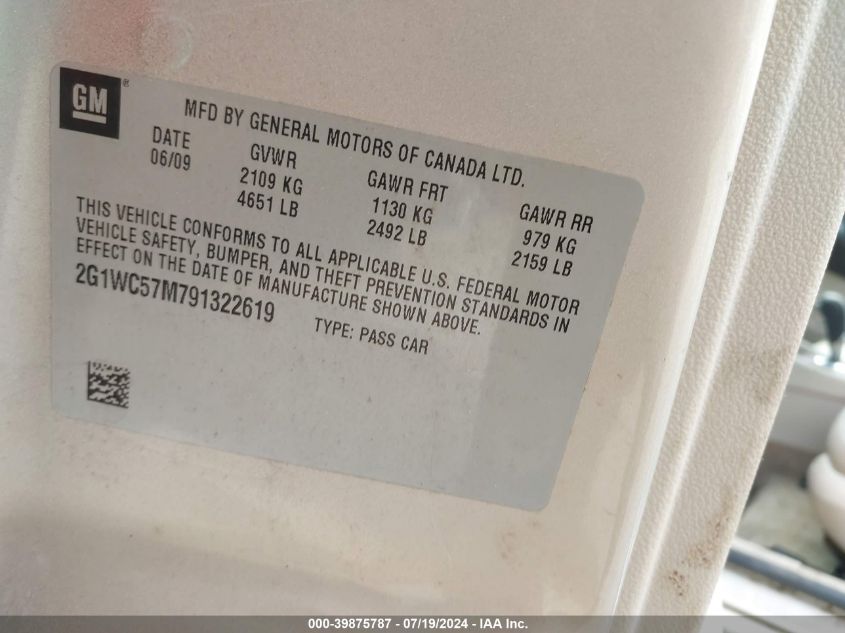 GM®
MFD BY GENERAL MOTORS OF CANADA LTD.
DATE GVWR GAWR FRT GAWR RR
06/09 2109 KG 1130 KG 979 KG
4651 LB 2492 LB 2159 LB
THIS VEHICLE CONFORMS TO ALL APPLICABLE U.S. FEDERAL MOTOR
VEHICLE SAFETY, BUMPER, AND THEFT PREVENTION STANDARDS IN
EFFECT ON THE DATE OF MANUFACTURE SHOWN ABOVE.
2G1WC57M791322619 TYPE: PASS CAR
000-39875787 - 07/19/2024 - IAA Inc.